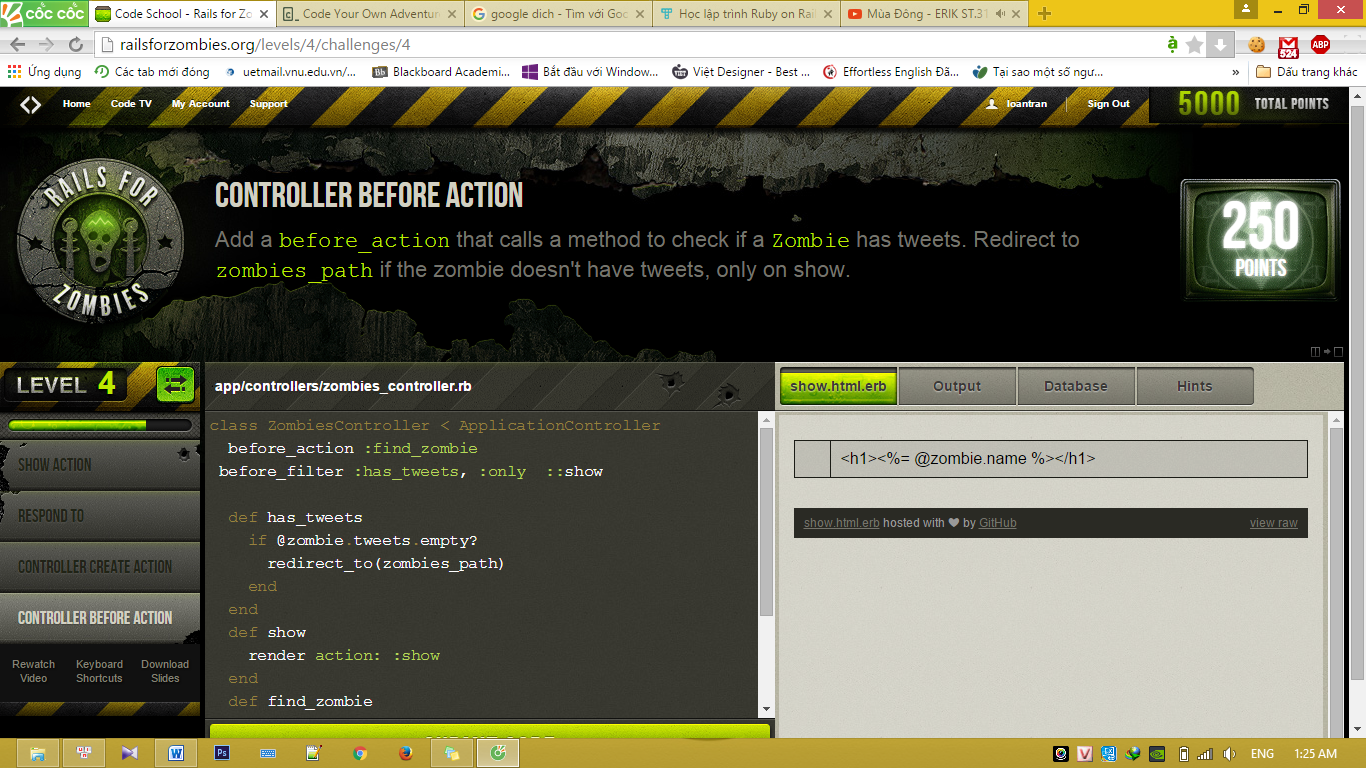 cốc cốc
Code School - Rails for Zo
Code Your Own Adventur
google dich - Tìm với Goo
Học lập trình Ruby on Rail
Mùa Đông - ERIK ST.31
railsforzombies.org/levels/4/challenges/4
524
ABP
Ứng dụng
Các tab mới đóng
uetmail.vnu.edu.vn/...
Bb
Blackboard Academi...
Bắt đầu với Window...
Việt Designer - Best ...
Effortless English Đã...
Tại sao một số ngư...
»
Dấu trang khác
Home
Code TV
My Account
Support
loantran
Sign Out
5000 TOTAL POINTS
RAILS FOR
ZOMBIES
CONTROLLER BEFORE ACTION
Add a before_action that calls a method to check if a Zombie has tweets. Redirect to
zombies_path if the zombie doesn't have tweets, only on show.
250
POINTS
LEVEL 4
SHOW ACTION
RESPOND TO
CONTROLLER CREATE ACTION
CONTROLLER BEFORE ACTION
Rewatch
Video
Keyboard
Shortcuts
Download
Slides
app/controllers/zombies_controller.rb
class ZombiesController < ApplicationController
before_action :find_zombie
before_filter :has_tweets, :only ::show
def has_tweets
if @zombie.tweets.empty?
redirect_to(zombies_path)
end
end
def show
render action: :show
end
def find_zombie
show.html.erb
Output
Database
Hints
<h1><%= @zombie.name %></h1>
show.html.erb hosted with ❤ by GitHub
view raw
ENG
1:25 AM